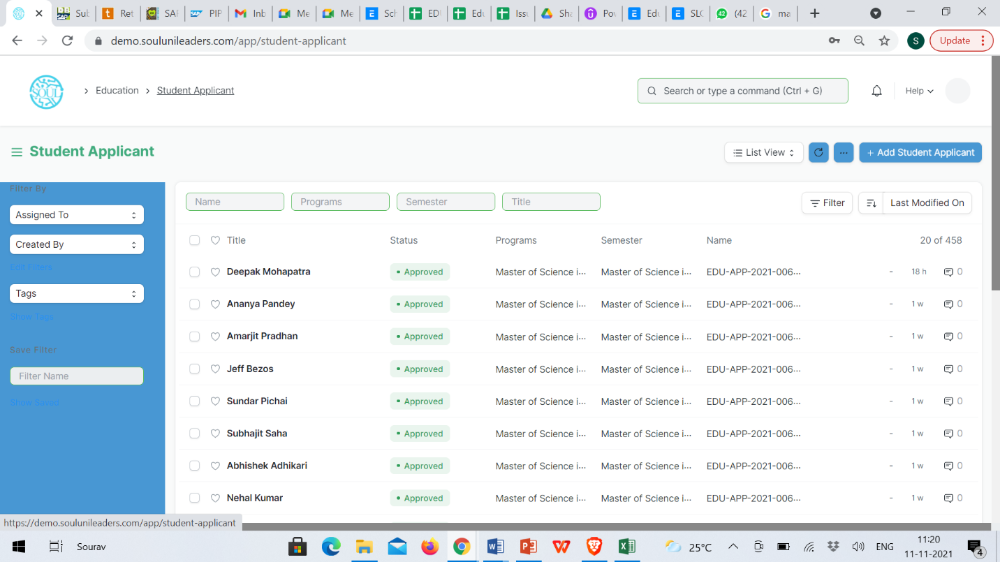 Sub Ret SAP PIP Inb Me Me Sch EDU Edu Issu Sha Pov Edu SLC (42 ma
demo.soulunileaders.com/app/student-applicant S Update
SOUL Education Student Applicant Search or type a command (Ctrl + G) Help
Student Applicant List View + Add Student Applicant
Filter By
Name Programs Semester Title Filter Last Modified On
Assigned To
Created By
Title Status Programs Semester Name 20 of 458
Edit Filters
Deepak Mohapatra Approved Master of Science i... Master of Science i... EDU-APP-2021-006... - 18 h 0
Tags
Ananya Pandey Approved Master of Science i... Master of Science i... EDU-APP-2021-006... - 1 w 0
Show Tags
Amarjit Pradhan Approved Master of Science i... Master of Science i... EDU-APP-2021-006... - 1 w 0
Save Filter
Jeff Bezos Approved Master of Science i... Master of Science i... EDU-APP-2021-006... - 1 w 0
Filter Name
Sundar Pichai Approved Master of Science i... Master of Science i... EDU-APP-2021-006... - 1 w 0
Show Saved
Subhajit Saha Approved Master of Science i... Master of Science i... EDU-APP-2021-006... - 1 w 0
Abhishek Adhikari Approved Master of Science i... Master of Science i... EDU-APP-2021-006... - 1 w 0
Nehal Kumar Approved Master of Science i... Master of Science i... EDU-APP-2021-006... - 1 w 0
https://demo.soulunileaders.com/app/student-applicant
Sourav 25°C ENG 11:20
11-11-2021 4